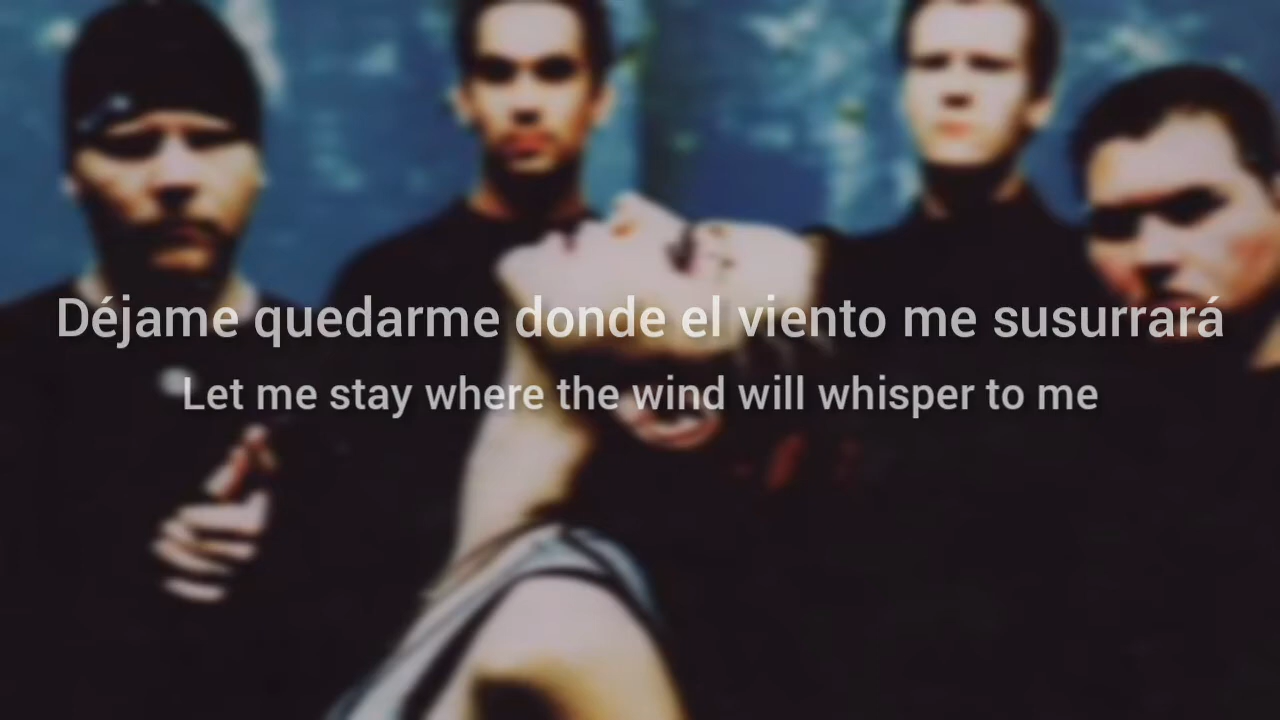 Déjame quedarme donde el viento me susurrará
Let me stay where the wind will whisper to me